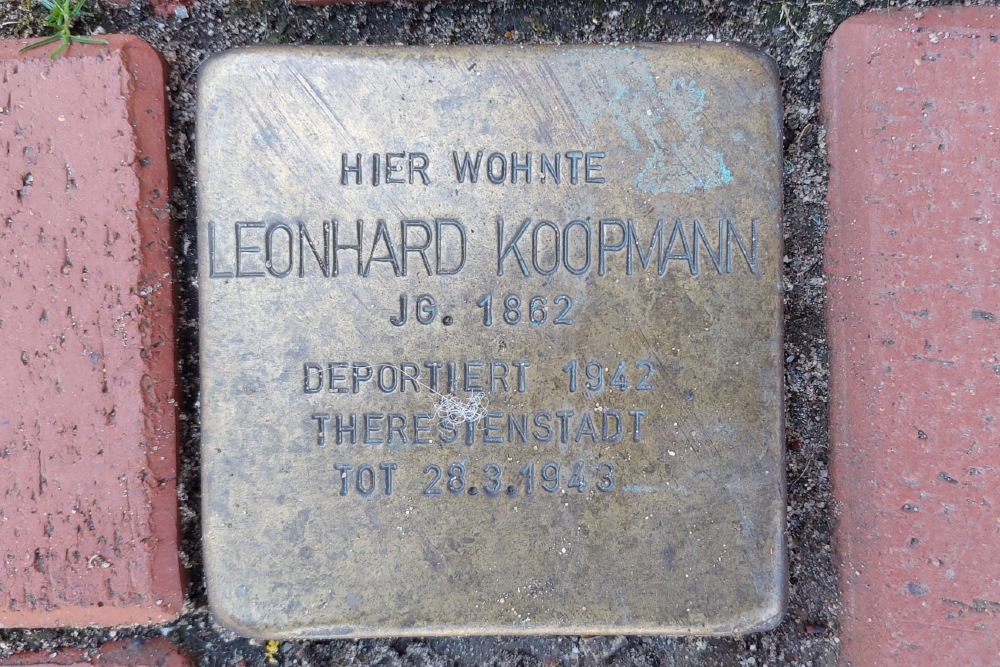 HIER WOHNTE
LEONHARD KOOPMANN
JG. 1862
DEPORTIERT 1942
THERESIENSTADT
TOT 28.3.1943